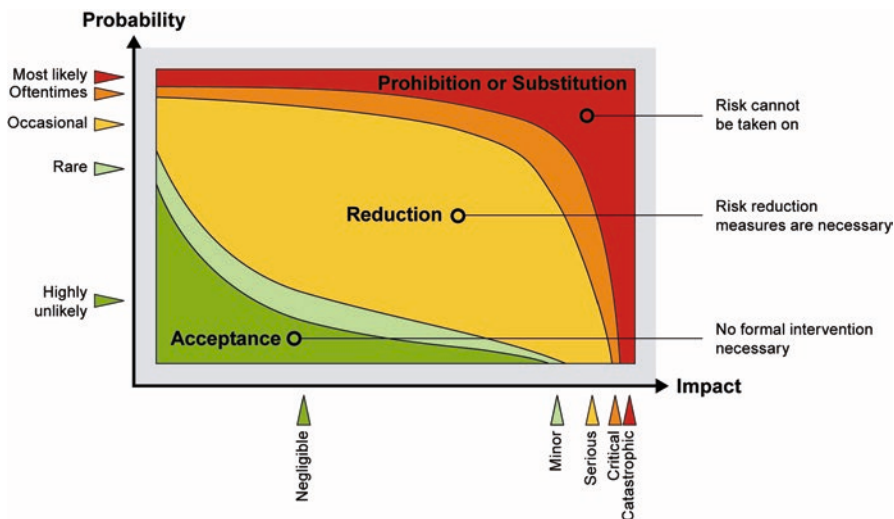 Probability
Most likely
Oftentimes
Occasional
Rare
Highly
unlikely
Prohibition or Substitution
Reduction
Acceptance
Risk cannot
be taken on
Risk reduction
measures are necessary
No formal intervention
necessary
Impact
Negligible
Minor
Serious
Critical
Catastrophic